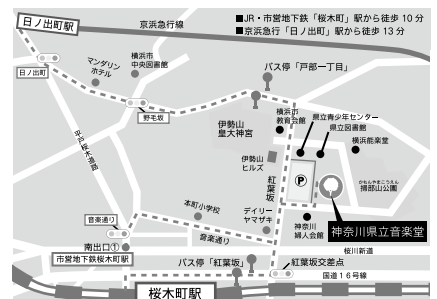 ■JR・市営地下鉄「桜木町」駅から徒歩10分
■京浜急行「日ノ出町」駅から徒歩13分
日ノ出町駅
京浜急行線
日ノ出町
マンダリン
ホテル
横浜市
中央図書館
バス停「戸部一丁目」
野毛坂
伊勢山
皇大神宮
横浜市
教育会館
県立青少年センター
県立図書館
横浜能楽堂
平戸桜木道路
伊勢山
ヒルズ
紅葉坂
P
かもんやまこうえん
掃部山公園
本町小学校
デイリー
ヤマザキ
神奈川
婦人会館
神奈川県立音楽堂
音楽通り
音楽通り
南出口①
市営地下鉄桜木町駅
バス停「紅葉坂」
紅葉坂交差点
桜川新道
国道16号線
桜木町駅